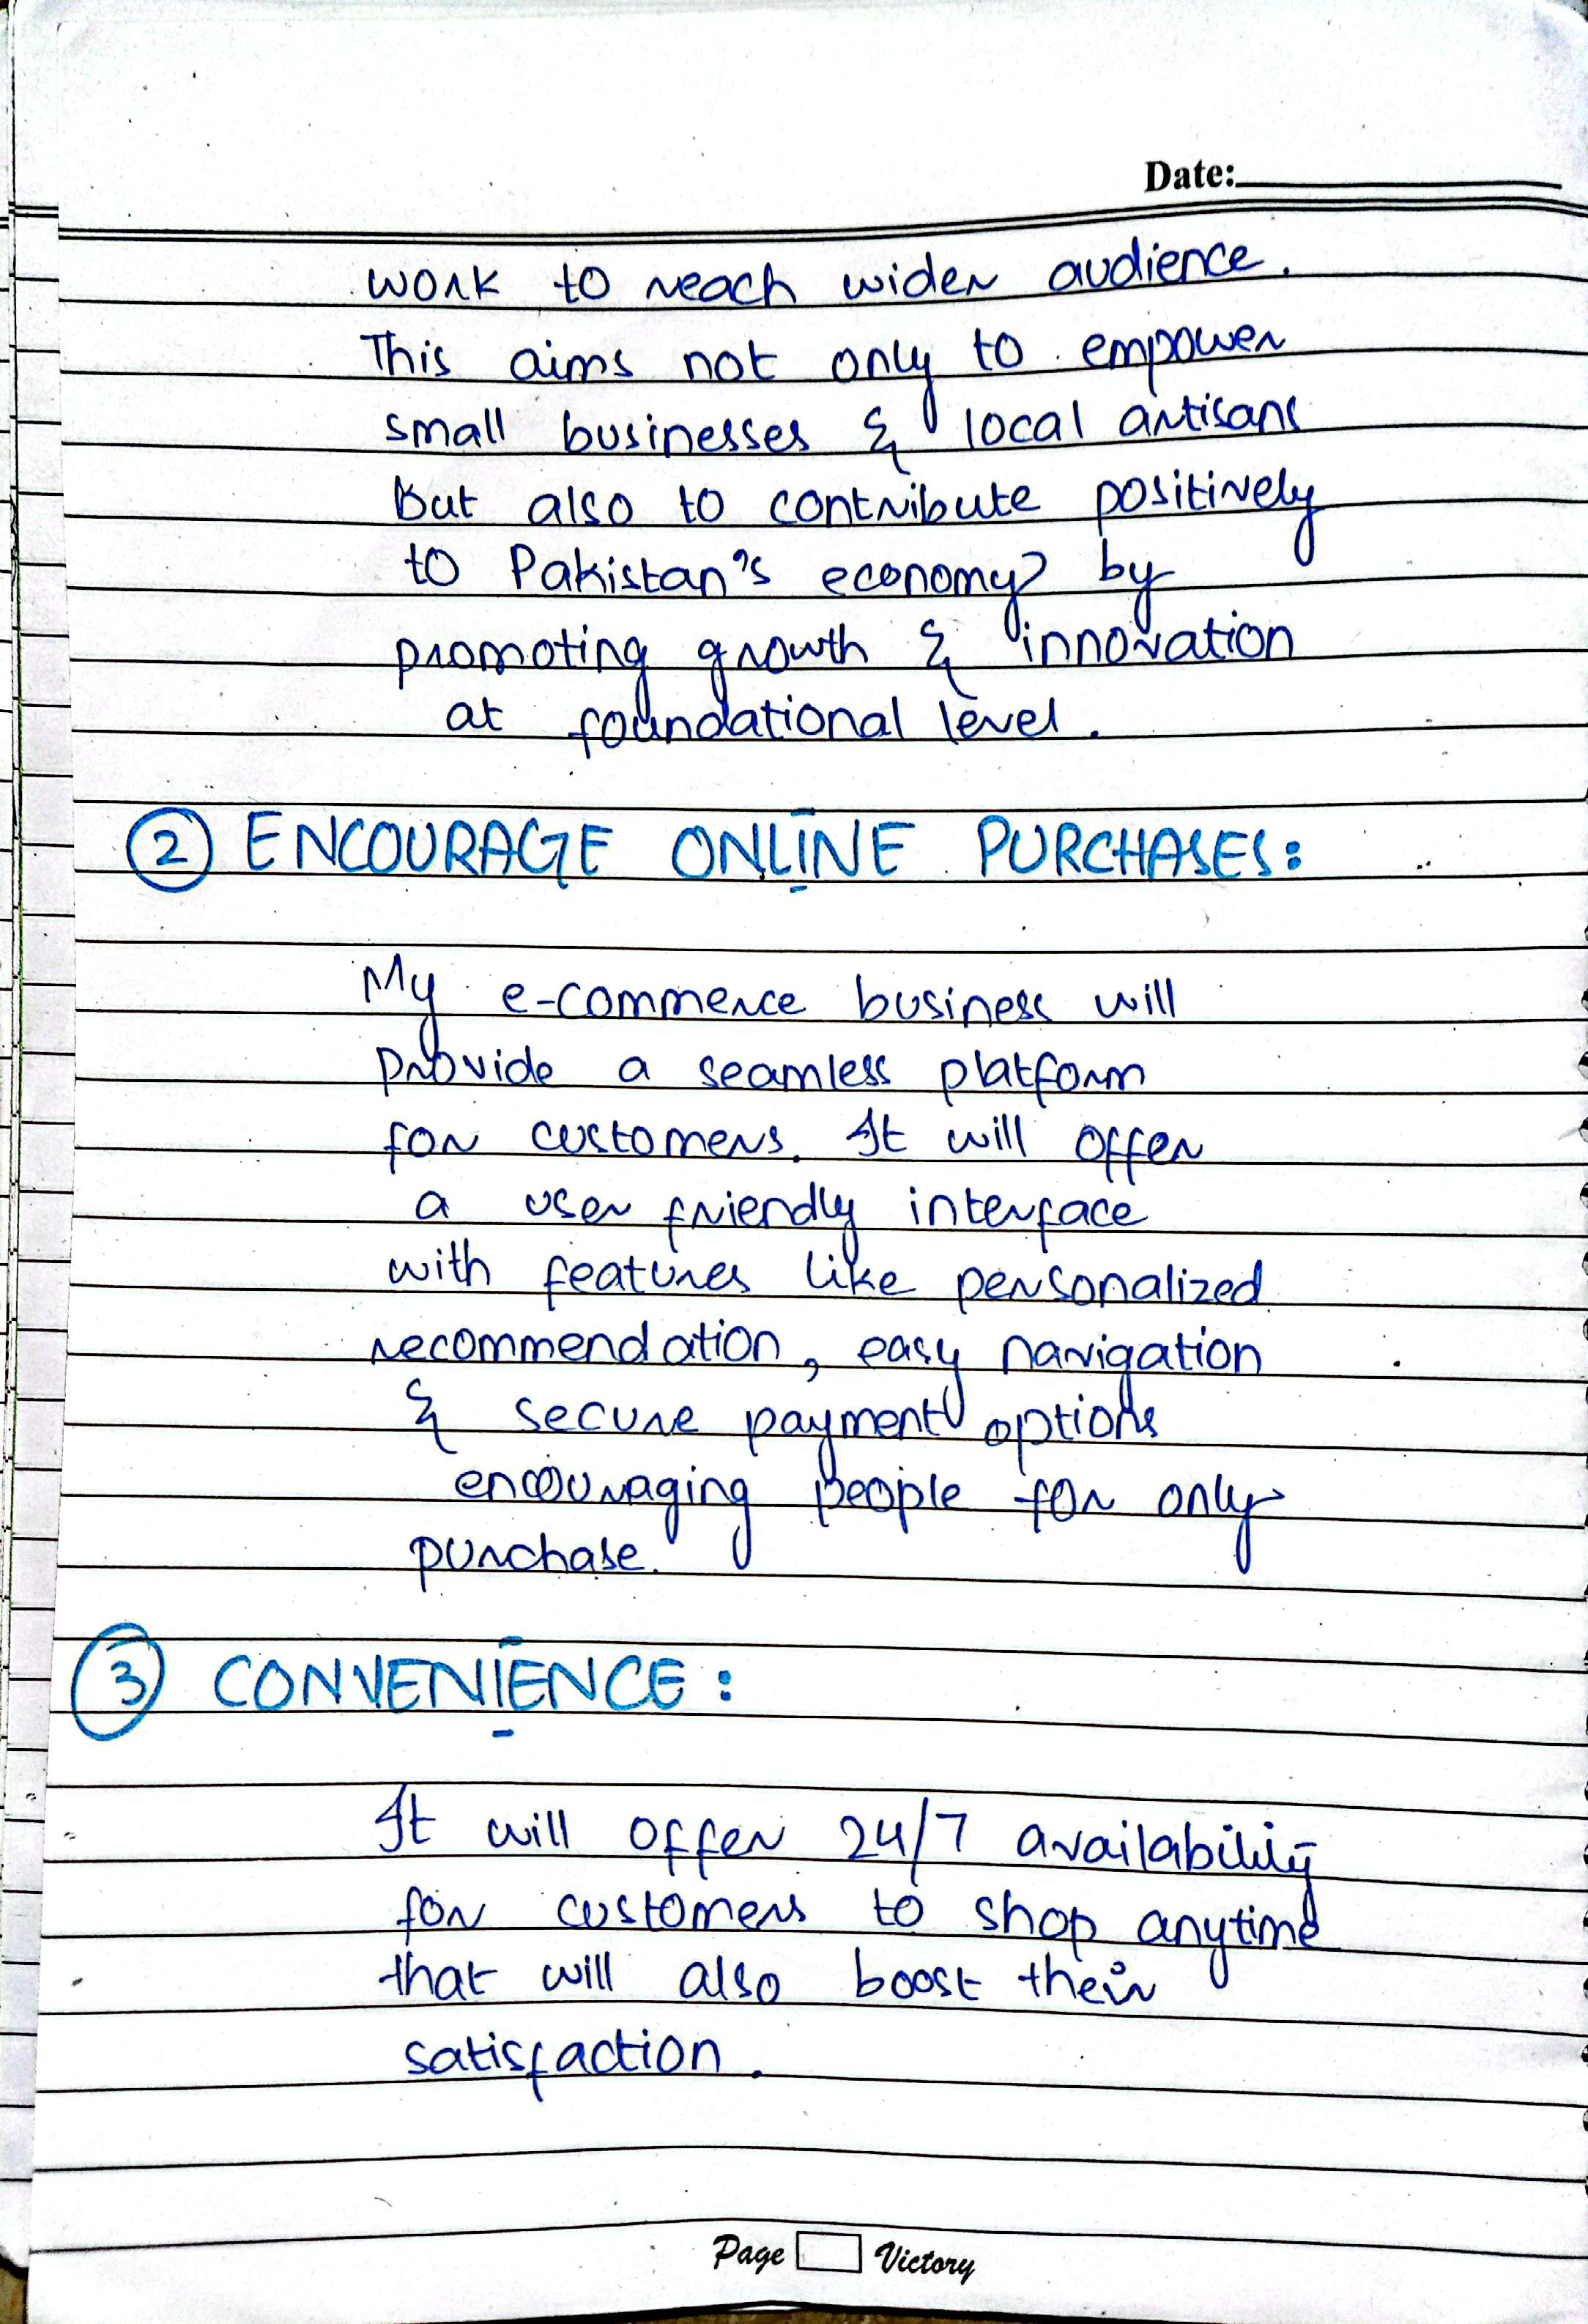 Date:
work to reach wider audience.
This aims not only to empower
small businesses & local artisans
But also to contribute positively
to Pakistan's economy by
promoting growth & innovation
at foundational level.
② ENCOURAGE ONLINE PURCHASES:
My e-commerce business will
provide a seamless platform
for customers. It will offer
a user friendly interface
with features like personalized
recommendation, easy navigation
& secure payment options
encouraging people for only
purchase.
③ CONVENIENCE:
It will offer 24/7 availability
for customers to shop anytime
that will also boost their
satisfaction.
Page Victory